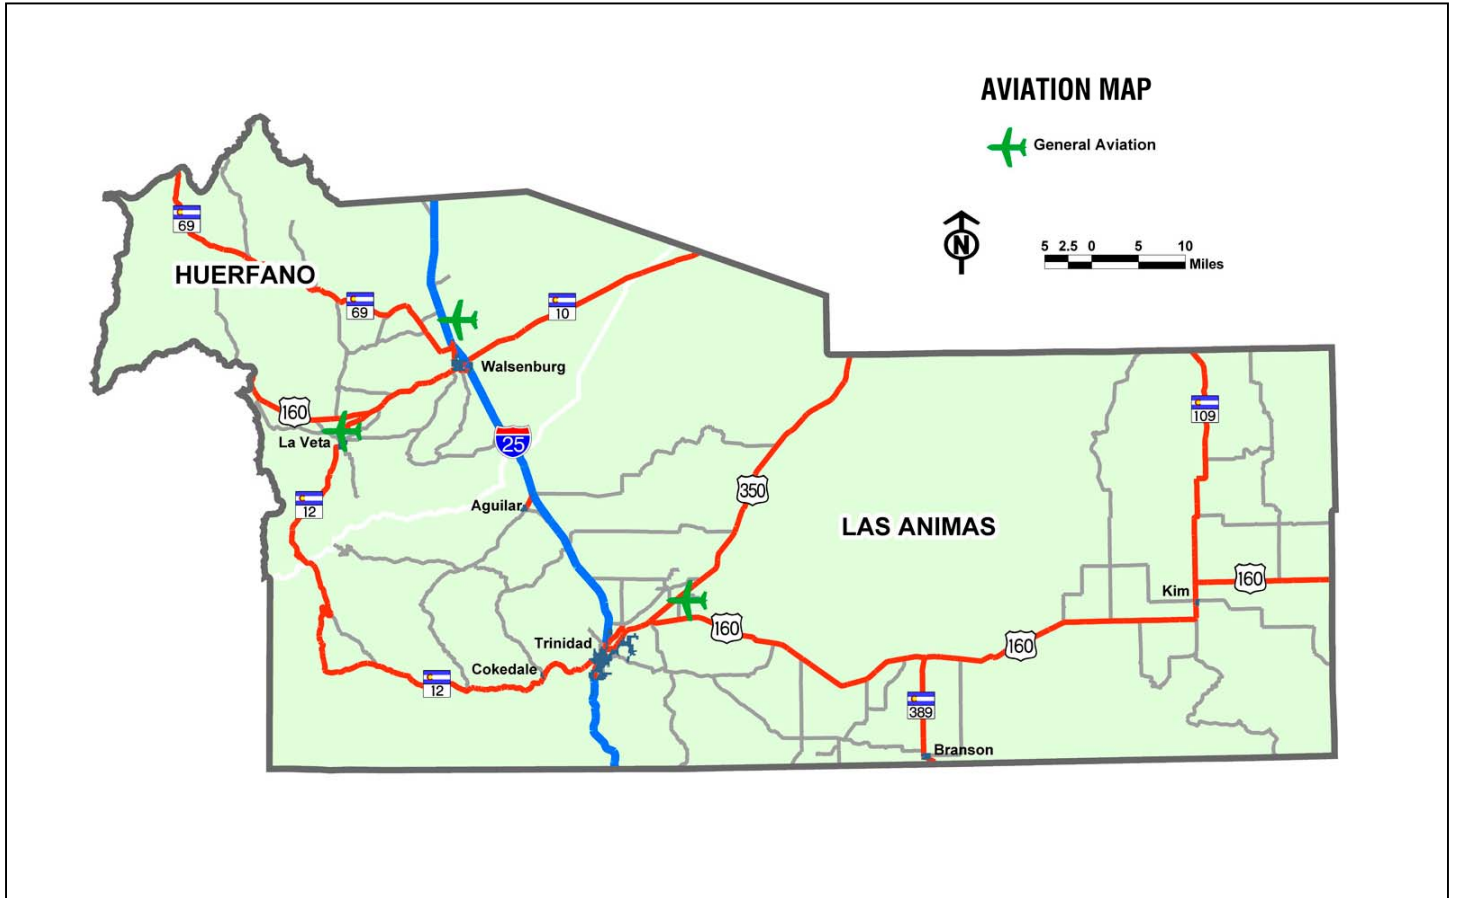 AVIATION MAP
General Aviation
N
5 2.5 0 5 10
Miles
69
HUERFANO
69
10
Walsenburg
160
La Veta
25
109
12
Aguilar
350
LAS ANIMAS
160
Kim
160
Trinidad
160
Cokedale
12
389
Branson